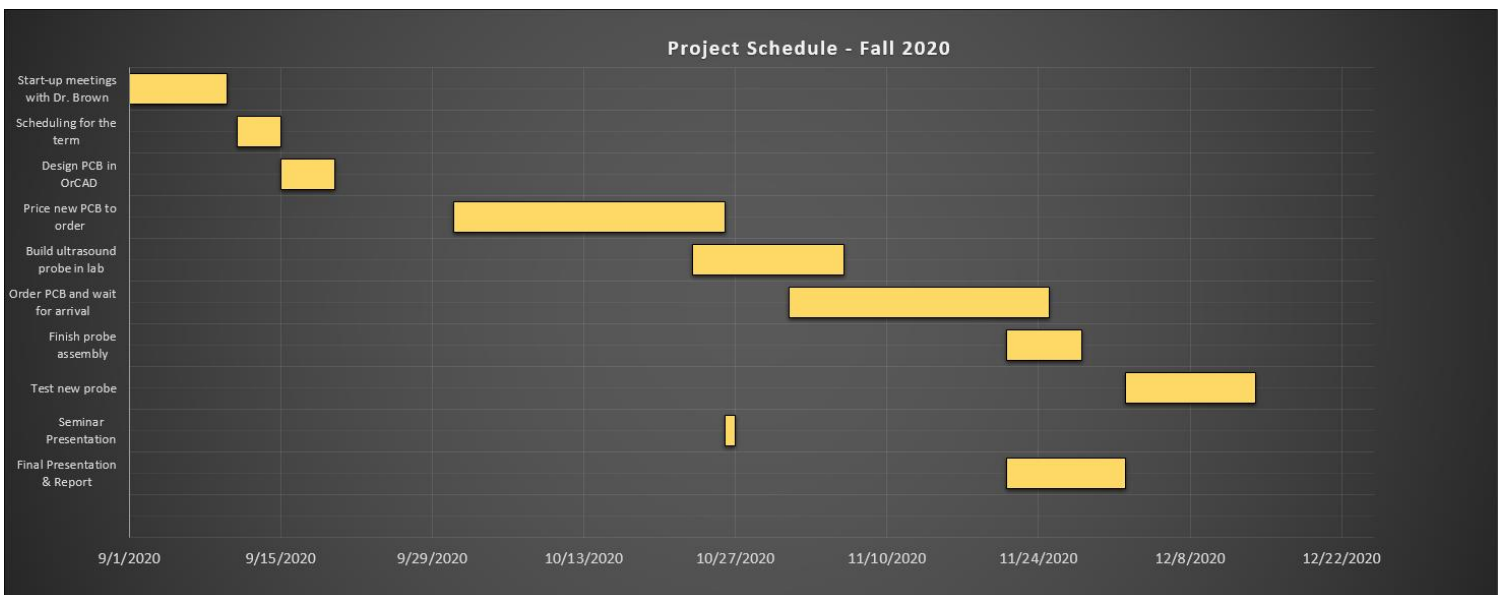 Project Schedule - Fall 2020
Start-up meetings
with Dr. Brown
Scheduling for the
term
Design PCB in
OrCAD
Price new PCB to
order
Build ultrasound
probe in lab
Order PCB and wait
for arrival
Finish probe
assembly
Test new probe
Seminar
Presentation
Final Presentation
& Report
9/1/2020
9/15/2020
9/29/2020
10/13/2020
10/27/2020
11/10/2020
11/24/2020
12/8/2020
12/22/2020